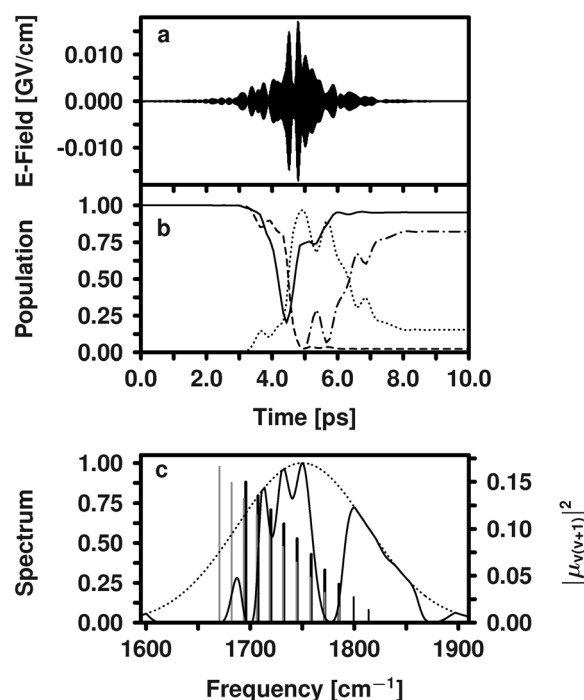 a
E-Field [GV/cm]
0.010
0.000
-0.010
b
Population
1.00
0.75
0.50
0.25
0.00
0.0 2.0 4.0 6.0 8.0 10.0
Time [ps]
c
Spectrum
1.00
0.75
0.50
0.25
0.00
0.15
0.10
0.05
0.00
|μv(v+1)|²
1600 1700 1800 1900
Frequency [cm⁻¹]